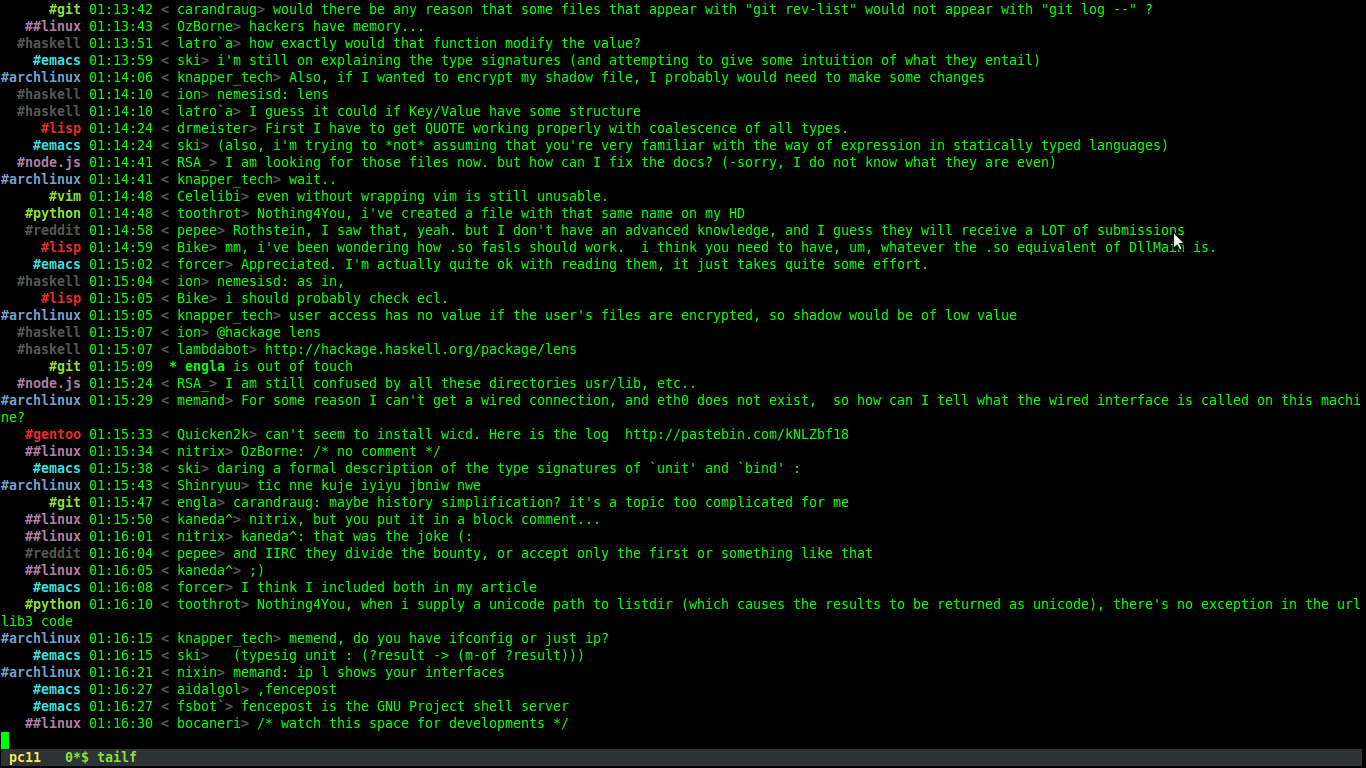 #git 01:13:42 < carandraug> would there be any reason that some files that appear with "git rev-list" would not appear with "git log --" ?
##linux 01:13:43 < OzBorne> hackers have memory...
#haskell 01:13:51 < latro`a> how exactly would that function modify the value?
#emacs 01:13:59 < ski> i'm still on explaining the type signatures (and attempting to give some intuition of what they entail)
#archlinux 01:14:06 < knapper_tech> Also, if I wanted to encrypt my shadow file, I probably would need to make some changes
#haskell 01:14:10 < ion> nemesisd: lens
#haskell 01:14:10 < latro`a> I guess it could if Key/Value have some structure
#lisp 01:14:24 < drmeister> First I have to get QUOTE working properly with coalescence of all types.
#emacs 01:14:24 < ski> (also, i'm trying to *not* assuming that you're very familiar with the way of expression in statically typed languages)
#node.js 01:14:41 < RSA_> I am looking for those files now. but how can I fix the docs? (-sorry, I do not know what they are even)
#archlinux 01:14:41 < knapper_tech> wait..
#vim 01:14:48 < Celelibi> even without wrapping vim is still unusable.
#python 01:14:48 < toothrot> Nothing4You, i've created a file with that same name on my HD
#reddit 01:14:58 < pepee> Rothstein, I saw that, yeah. but I don't have an advanced knowledge, and I guess they will receive a LOT of submissions
#lisp 01:14:59 < Bike> mm, i've been wondering how .so fasls should work.  i think you need to have, um, whatever the .so equivalent of DllMain is.
#emacs 01:15:02 < forcer> Appreciated. I'm actually quite ok with reading them, it just takes quite some effort.
#haskell 01:15:04 < ion> nemesisd: as in,
#lisp 01:15:05 < Bike> i should probably check ecl.
#archlinux 01:15:05 < knapper_tech> user access has no value if the user's files are encrypted, so shadow would be of low value
#haskell 01:15:07 < ion> @hackage lens
#haskell 01:15:07 < lambdabot> http://hackage.haskell.org/package/lens
#git 01:15:09  * engla is out of touch
#node.js 01:15:24 < RSA_> I am still confused by all these directories usr/lib, etc..
#archlinux 01:15:29 < memand> For some reason I can't get a wired connection, and eth0 does not exist,  so how can I tell what the wired interface is called on this machi
ne?
#gentoo 01:15:33 < Quicken2k> can't seem to install wicd. Here is the log  http://pastebin.com/kNLZbf18
##linux 01:15:34 < nitrix> OzBorne: /* no comment */
#emacs 01:15:38 < ski> daring a formal description of the type signatures of `unit' and `bind' :
#archlinux 01:15:43 < Shinryuu> tic nne kuje iyiyu jbniw nwe
#git 01:15:47 < engla> carandraug: maybe history simplification? it's a topic too complicated for me
##linux 01:15:50 < kaneda^> nitrix, but you put it in a block comment...
##linux 01:16:01 < nitrix> kaneda^: that was the joke (:
#reddit 01:16:04 < pepee> and IIRC they divide the bounty, or accept only the first or something like that
##linux 01:16:05 < kaneda^> ;)
#emacs 01:16:08 < forcer> I think I included both in my article
#python 01:16:10 < toothrot> Nothing4You, when i supply a unicode path to listdir (which causes the results to be returned as unicode), there's no exception in the url
lib3 code
#archlinux 01:16:15 < knapper_tech> memend, do you have ifconfig or just ip?
#emacs 01:16:15 < ski>   (typesig unit : (?result -> (m-of ?result)))
#archlinux 01:16:21 < nixin> memand: ip l shows your interfaces
#emacs 01:16:27 < aidalgol> ,fencepost
#emacs 01:16:27 < fsbot`> fencepost is the GNU Project shell server
##linux 01:16:30 < bocaneri> /* watch this space for developments */
pc11   0*$ tailf